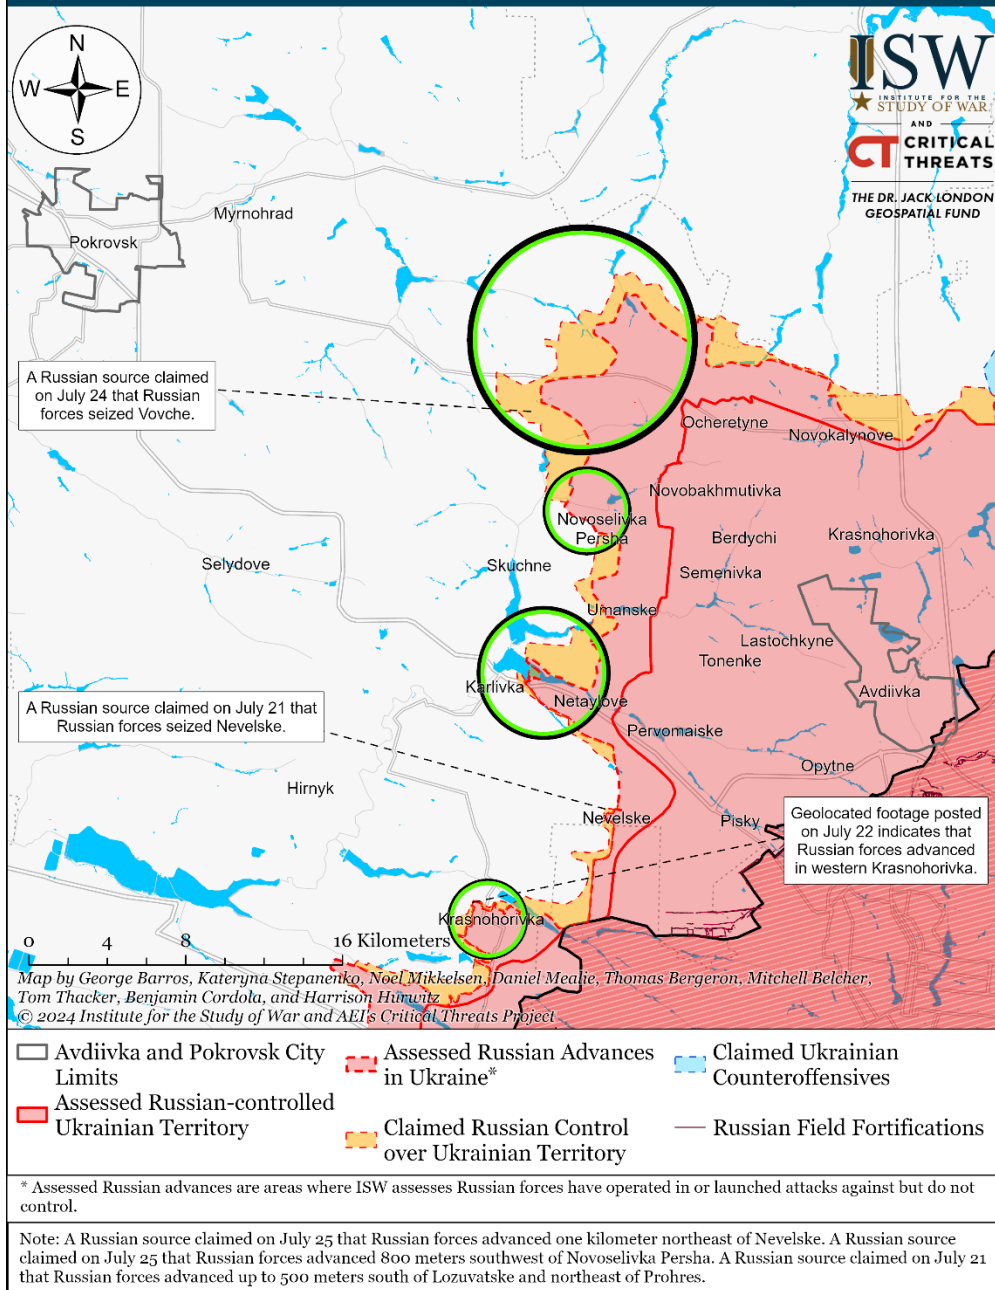 N
W E
S
ISW
INSTITUTE FOR THE
STUDY OF WAR
AND
CT CRITICAL
THREATS
THE DR. JACK LONDON
GEOSPATIAL FUND
Myrnohrad
Pokrovsk
A Russian source claimed
on July 24 that Russian
forces seized Vovche.
Ocheretyne
Novokalynove
Novobakhmutivka
Novoselivka
Persha
Berdychi
Krasnohorivka
Selydove
Skuchne
Semenivka
Umanske
Lastochkyne
Tonenke
Karlivka
Avdiivka
Netaylove
A Russian source claimed on July 21 that
Russian forces seized Nevelske.
Pervomaiske
Opytne
Hirnyk
Nevelske
Pisky
Geolocated footage posted
on July 22 indicates that
Russian forces advanced
in western Krasnohorivka.
Krasnohorivka
0 4 8 16 Kilometers
Map by George Barros, Kateryna Stepanenko, Noel Mikkelsen, Daniel Mealie, Thomas Bergeron, Mitchell Belcher,
Tom Thacker, Benjamin Cordola, and Harrison Hurwitz
© 2024 Institute for the Study of War and AEI's Critical Threats Project
Avdiivka and Pokrovsk City
Limits
Assessed Russian-controlled
Ukrainian Territory
Assessed Russian Advances
in Ukraine*
Claimed Russian Control
over Ukrainian Territory
Claimed Ukrainian
Counteroffensives
Russian Field Fortifications
* Assessed Russian advances are areas where ISW assesses Russian forces have operated in or launched attacks against but do not
control.
Note: A Russian source claimed on July 25 that Russian forces advanced one kilometer northeast of Nevelske. A Russian source
claimed on July 25 that Russian forces advanced 800 meters southwest of Novoselivka Persha. A Russian source claimed on July 21
that Russian forces advanced up to 500 meters south of Lozuvatske and northeast of Prohres.